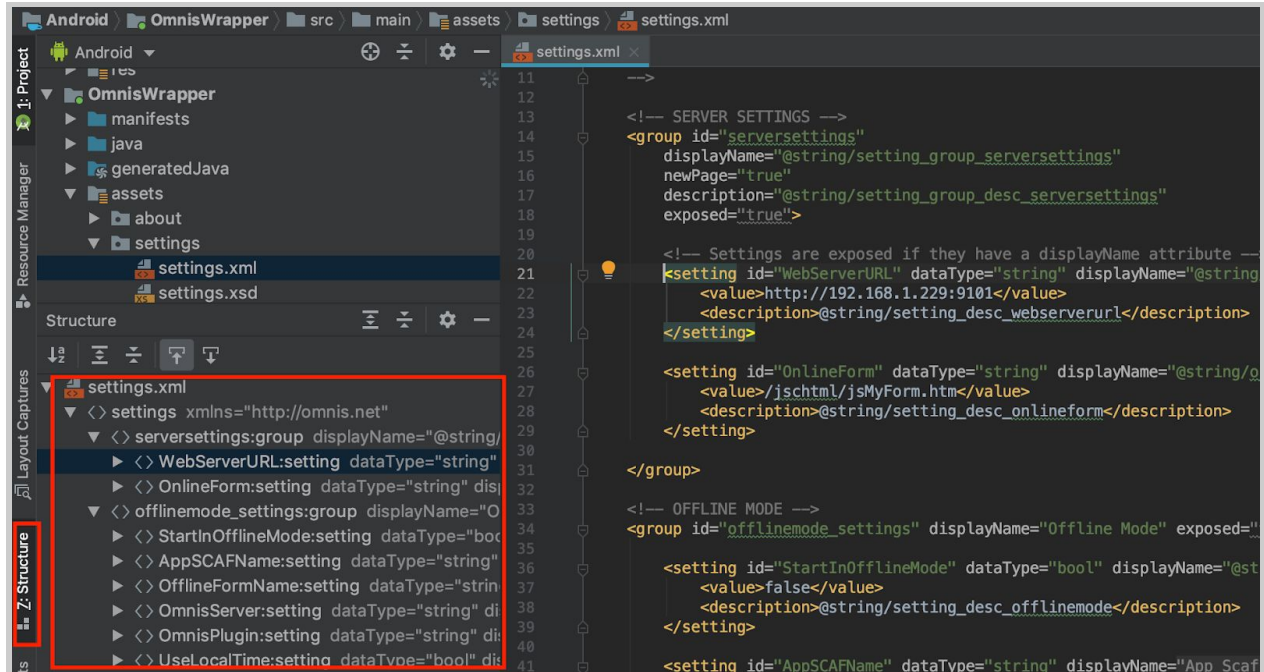 Android OmnisWrapper src main assets settings settings.xml
1: Project
Resource Manager
Layout Captures
Z: Structure
Android
res
OmnisWrapper
manifests
java
generatedJava
assets
about
settings
settings.xml
settings.xsd
Structure
settings.xml
settings xmlns="http://omnis.net"
serversettings:group displayName="@string/
WebServerURL:setting dataType="string"
OnlineForm:setting dataType="string" dis
offlinemode_settings:group displayName="O
StartInOfflineMode:setting dataType="boo
AppSCAFName:setting dataType="string"
OfflineFormName:setting dataType="strin
OmnisServer:setting dataType="string" di
OmnisPlugin:setting dataType="string" dis
UseLocalTime:setting dataType="bool" dis
settings.xml
11 -->
12
13 <!-- SERVER SETTINGS -->
14 <group id="serversettings"
15 displayName="@string/setting_group_serversettings"
16 newPage="true"
17 description="@string/setting_group_desc_serversettings"
18 exposed="true">
19
20 <!-- Settings are exposed if they have a displayName attribute --
21 <setting id="WebServerURL" dataType="string" displayName="@string
22 <value>http://192.168.1.229:9101</value>
23 <description>@string/setting_desc_webserverurl</description>
24 </setting>
25
26 <setting id="OnlineForm" dataType="string" displayName="@string/o
27 <value>/jschtml/jsMyForm.htm</value>
28 <description>@string/setting_desc_onlineform</description>
29 </setting>
30
31 </group>
32
33 <!-- OFFLINE MODE -->
34 <group id="offlinemode_settings" displayName="Offline Mode" exposed="
35
36 <setting id="StartInOfflineMode" dataType="bool" displayName="@st
37 <value>false</value>
38 <description>@string/setting_desc_offlinemode</description>
39 </setting>
40
41 <setting id="AppSCAFName" dataType="string" displayName="App Scaf